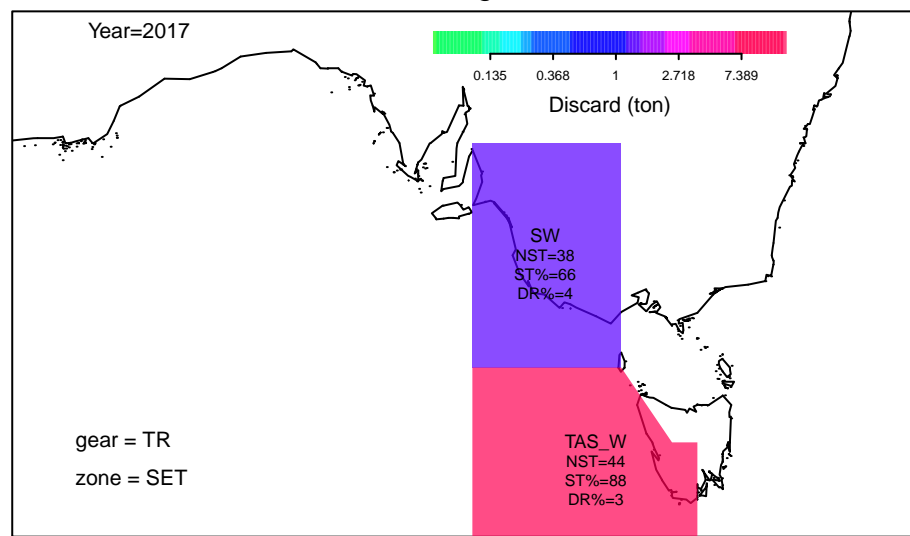 Year=2017
0.135 0.368 1 2.718 7.389
Discard (ton)
SW
NST=38
ST%=66
DR%=4
gear = TR
zone = SET
TAS_W
NST=44
ST%=88
DR%=3